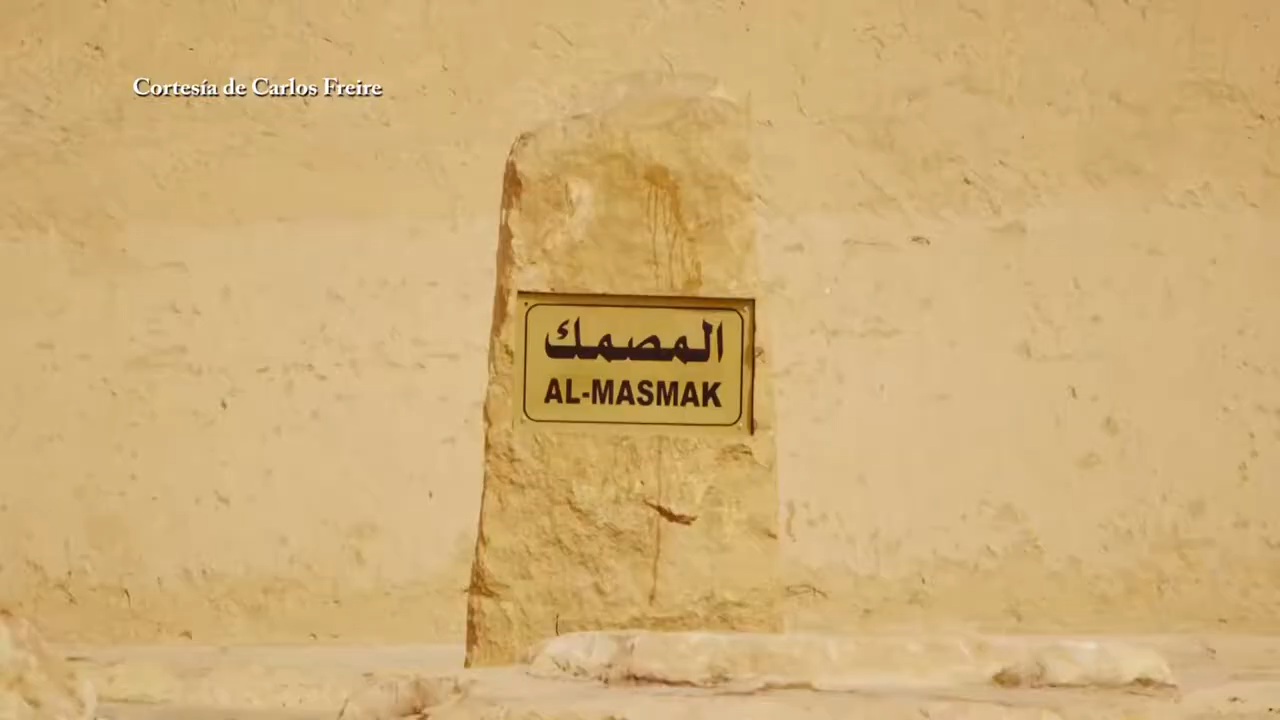 Cortesía de Carlos Freire
المصمك
AL-MASMAK